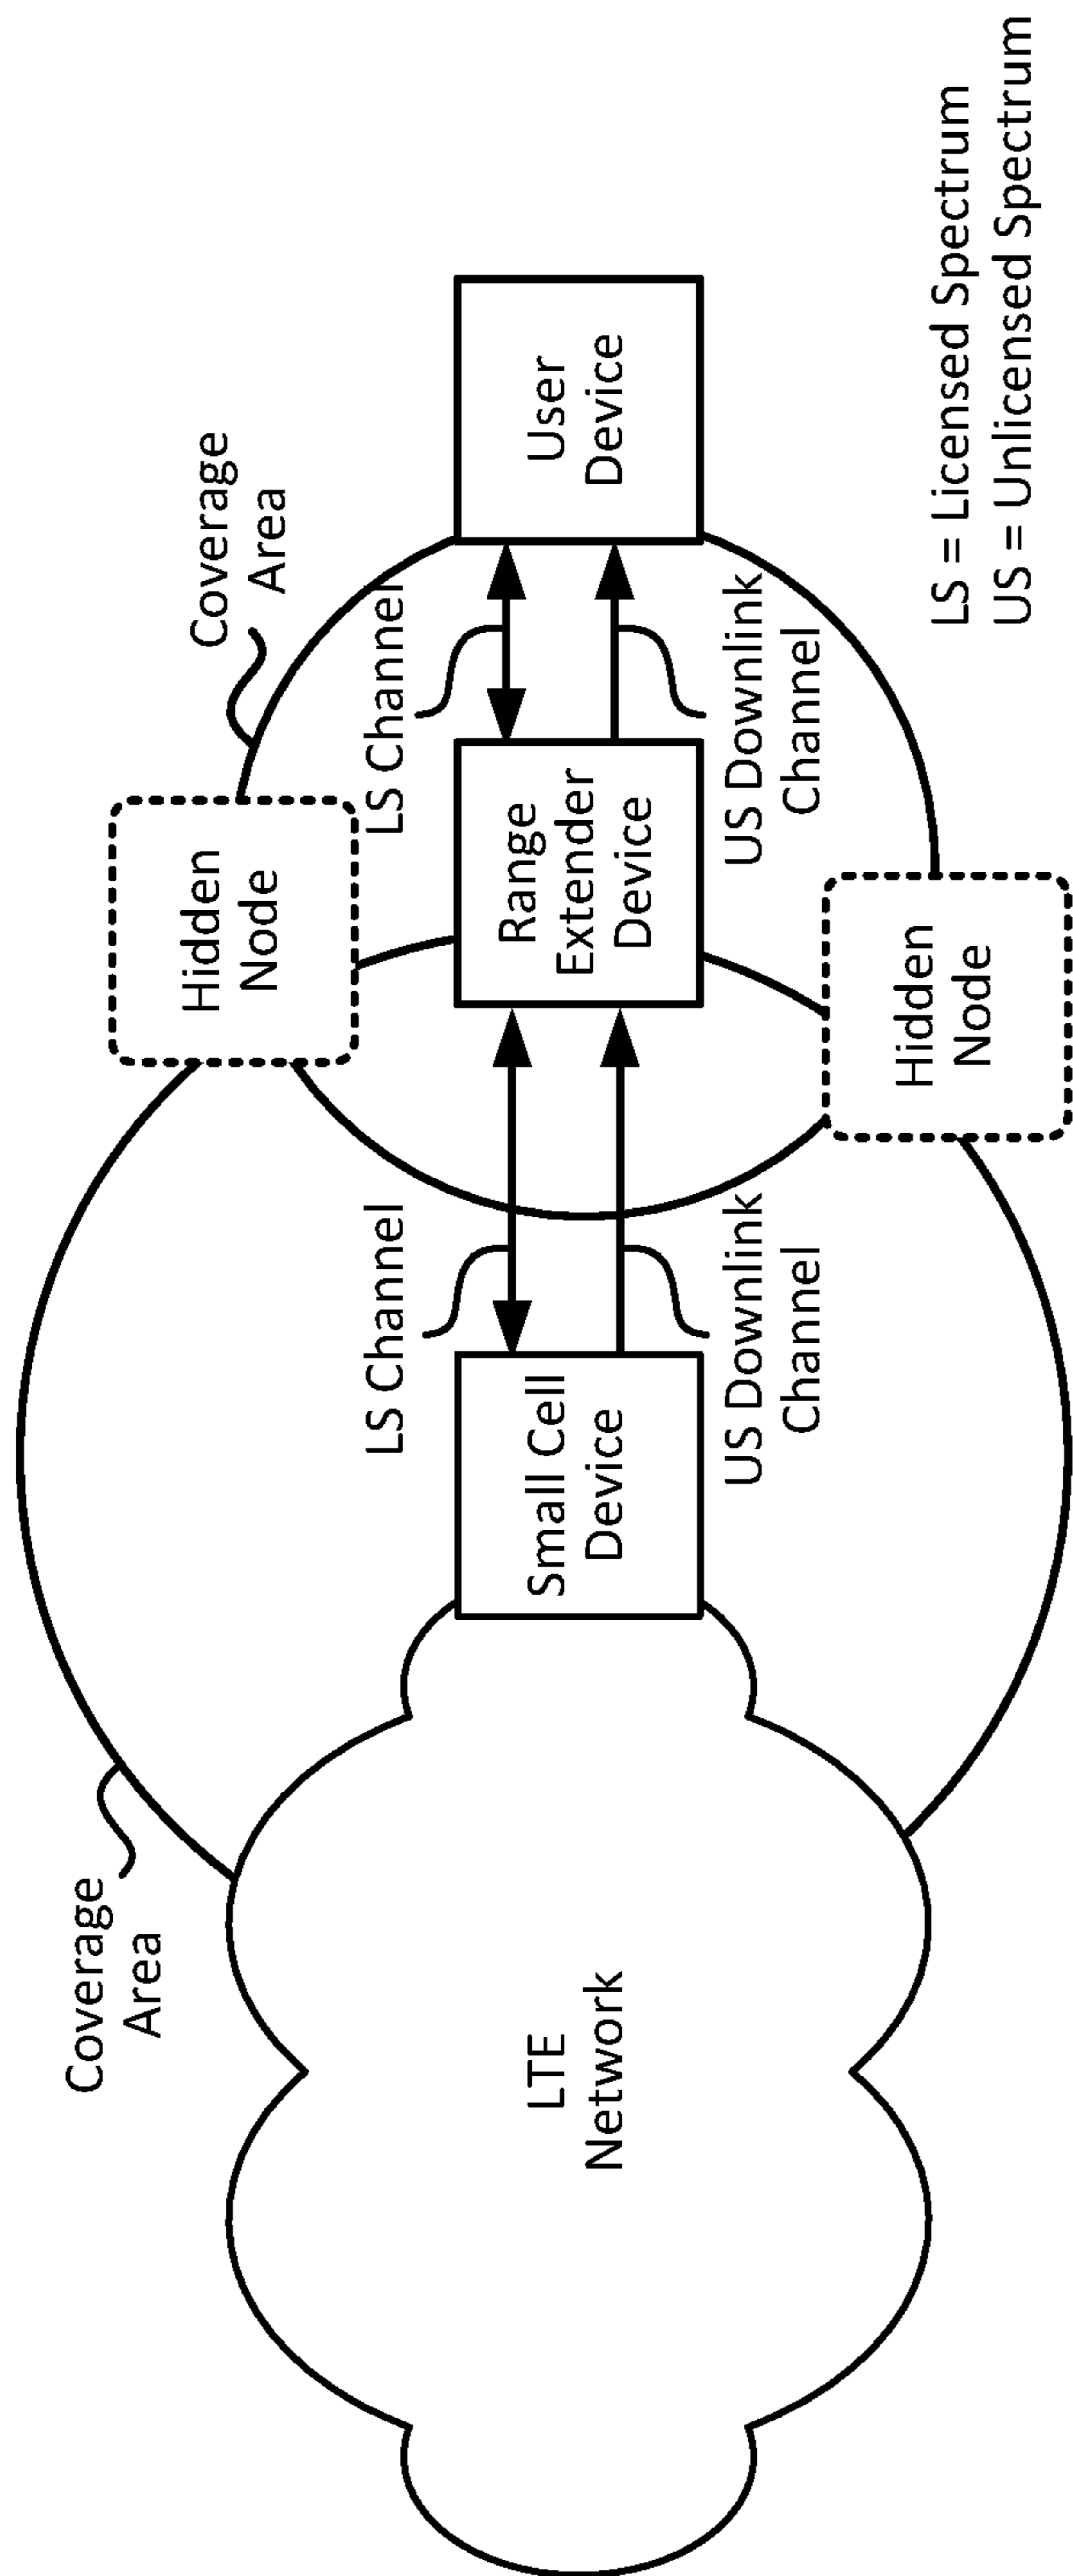 Coverage
Area
Coverage
Area
Hidden
Node
LS Channel
LS Channel
LTE
Network
Small Cell
Device
Range
Extender
Device
User
Device
US Downlink
Channel
US Downlink
Channel
Hidden
Node
LS = Licensed Spectrum
US = Unlicensed Spectrum